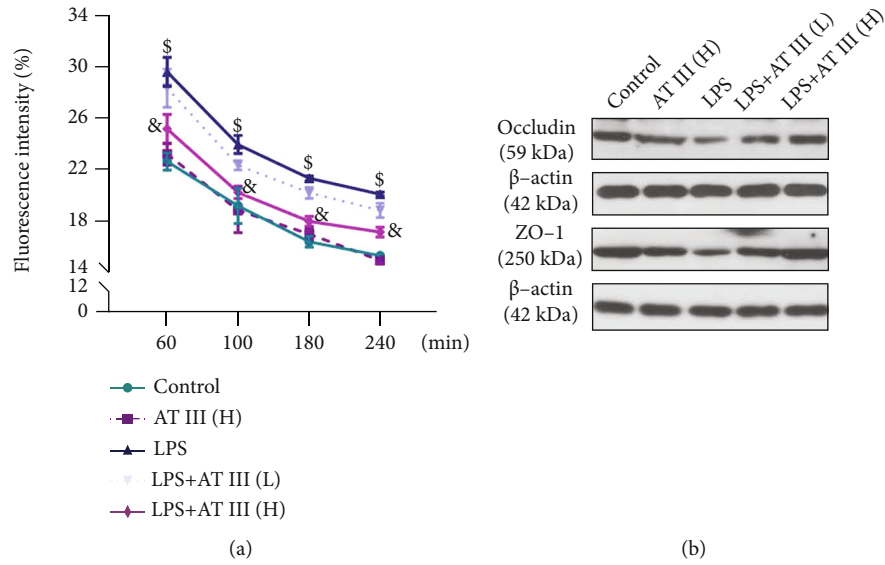 34
30
26
22
18
14
12
0
Fluorescence intensity (%)
$
$
$
$
&
&
&
&
60 100 180 240 (min)
Control
AT III (H)
LPS
LPS+AT III (L)
LPS+AT III (H)
(a)
Control
AT III (H)
LPS
LPS+AT III (L)
LPS+AT III (H)
Occludin
(59 kDa)
β–actin
(42 kDa)
ZO–1
(250 kDa)
β–actin
(42 kDa)
(b)